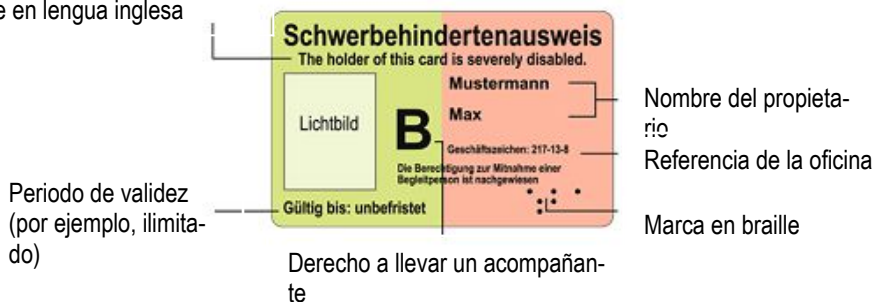 en lengua inglesa
Schwerbehindertenausweis
The holder of this card is severely disabled.
Mustermann
Max
Lichtbild
B
Geschäftszeichen: 217-13-8
Die Berechtigung zur Mitnahme einer
Begleitperson ist nachgewiesen
Gültig bis: unbefristet
Nombre del propieta-
rio
Referencia de la oficina
Marca en braille
Periodo de validez
(por ejemplo, ilimita-
do)
Derecho a llevar un acompañan-
te